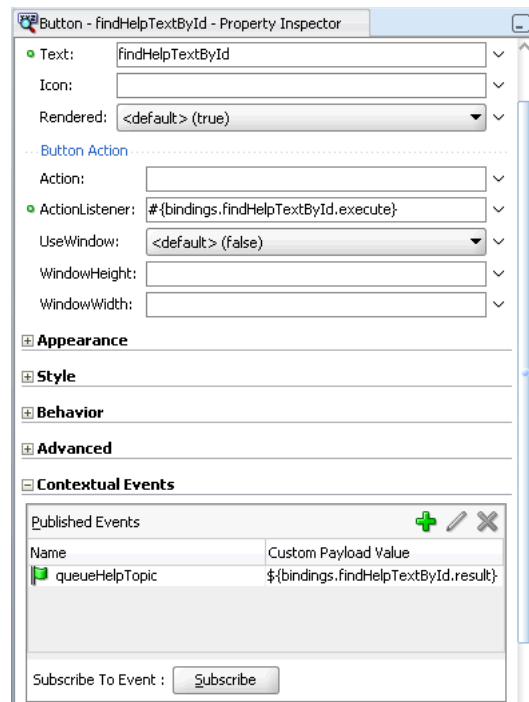 Button - findHelpTextById - Property Inspector
Text: findHelpTextById
Icon:
Rendered: <default> (true)
Button Action
Action:
ActionListener: #{bindings.findHelpTextById.execute}
UseWindow: <default> (false)
WindowHeight:
WindowWidth:
Appearance
Style
Behavior
Advanced
Contextual Events
Published Events
Name Custom Payload Value
queueHelpTopic ${bindings.findHelpTextById.result}
Subscribe To Event : Subscribe